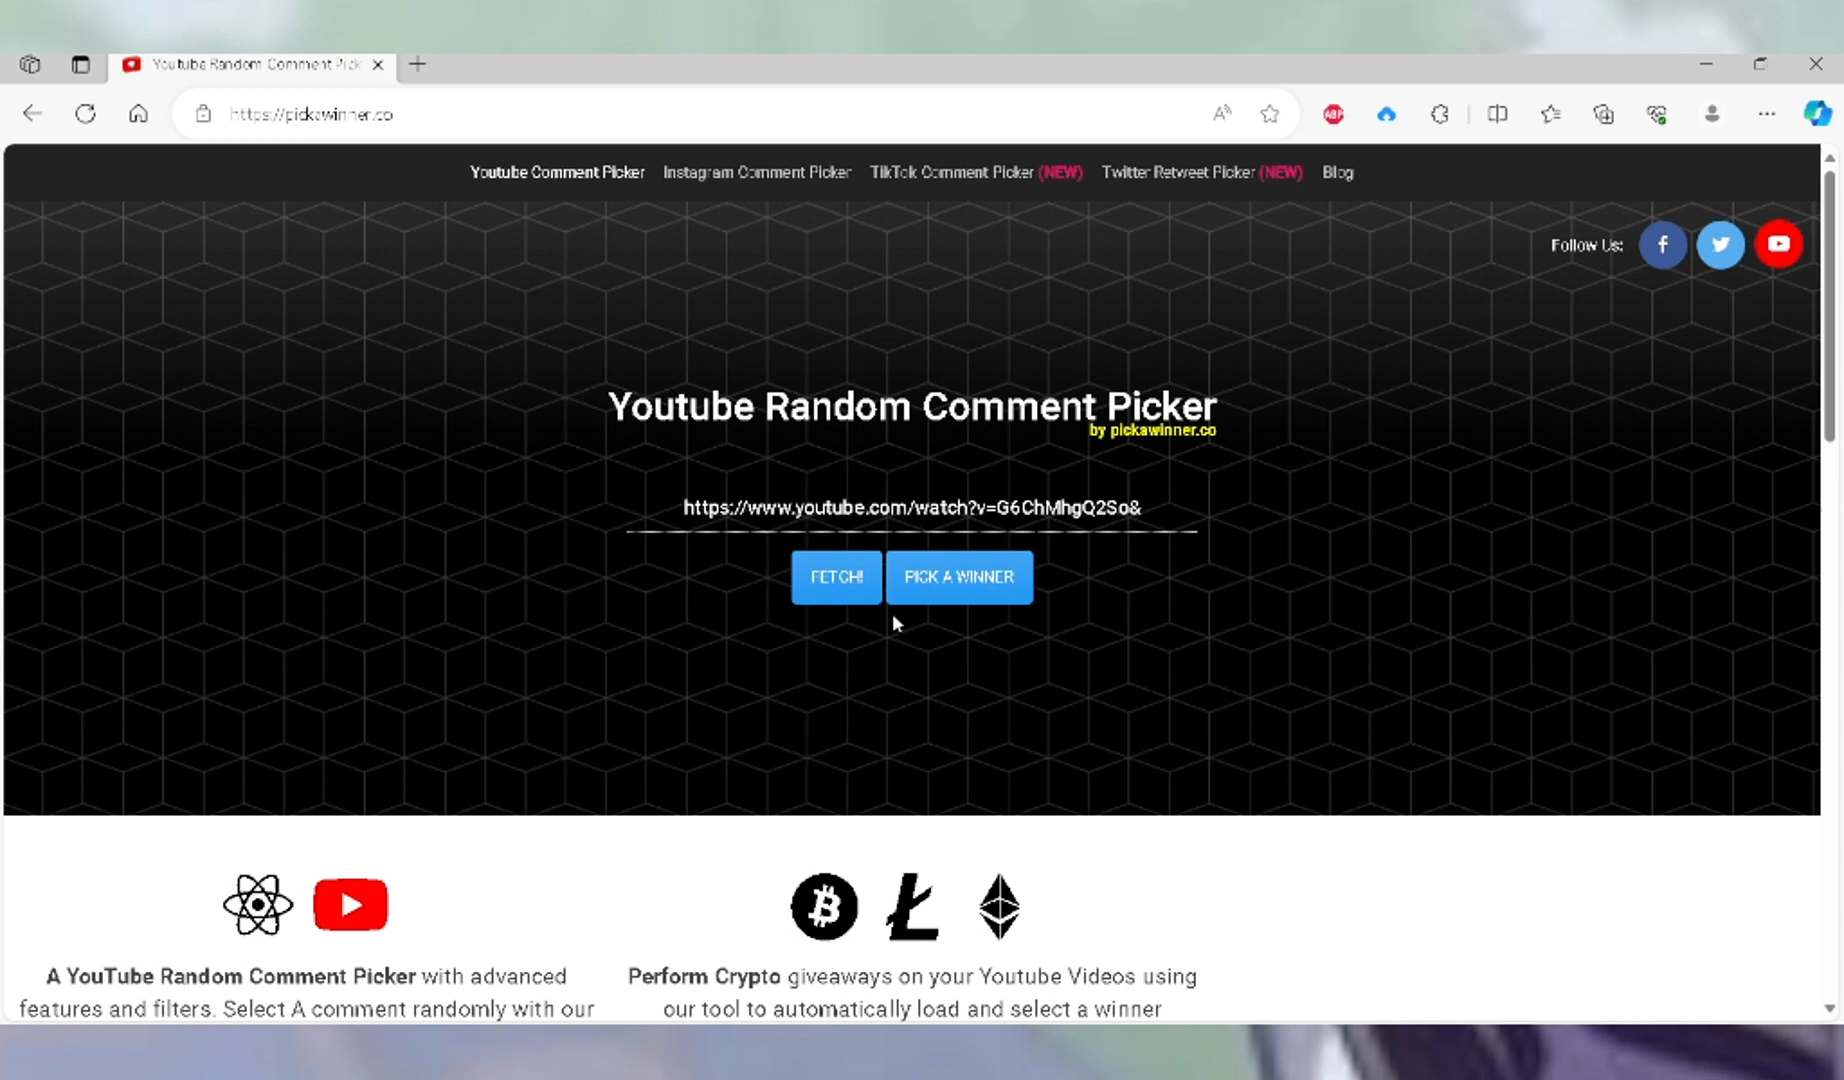 Youtube Random Comment Pick
https://pickawinner.co
ABP
Youtube Comment Picker Instagram Comment Picker TikTok Comment Picker (NEW) Twitter Retweet Picker (NEW) Blog
Follow Us:
Youtube Random Comment Picker
by pickawinner.co
https://www.youtube.com/watch?v=G6ChMhgQ2So&
FETCH! PICK A WINNER
A YouTube Random Comment Picker with advanced
features and filters. Select A comment randomly with our
Perform Crypto giveaways on your Youtube Videos using
our tool to automatically load and select a winner